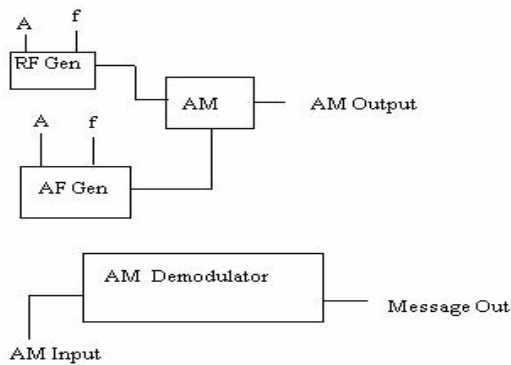 A
f
RF Gen
AM
AM Output
A
f
AF Gen
AM Demodulator
Message Out
AM Input